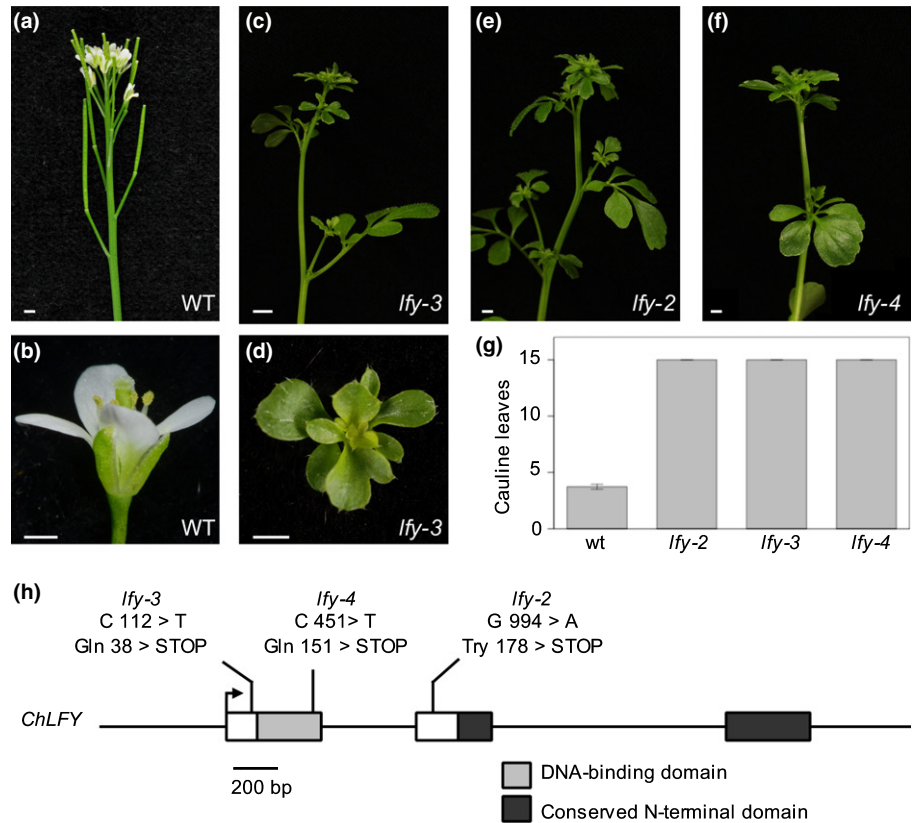 (a)
WT
(c)
lfy-3
(e)
lfy-2
(f)
lfy-4
(b)
WT
(d)
lfy-3
(g)
Cauline leaves
15
10
5
0
wt
lfy-2
lfy-3
lfy-4
(h)
lfy-3
C 112 > T
Gln 38 > STOP
lfy-4
C 451> T
Gln 151 > STOP
lfy-2
G 994 > A
Try 178 > STOP
ChLFY
200 bp
DNA-binding domain
Conserved N-terminal domain